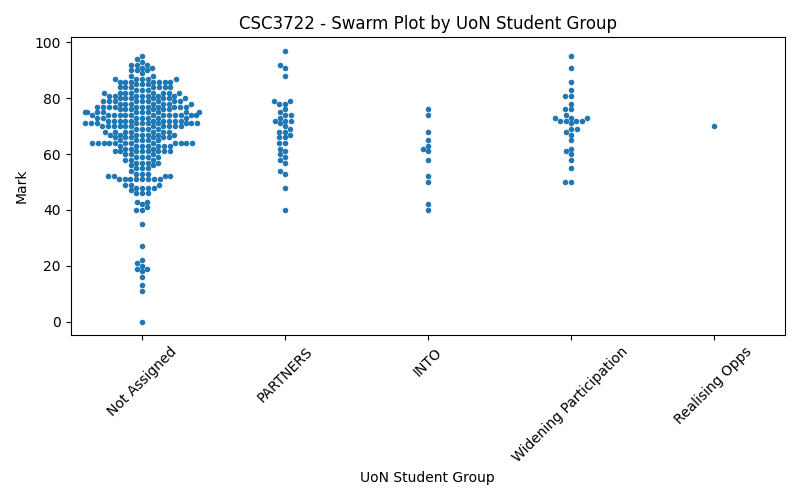 CSC3722 - Swarm Plot by UoN Student Group
100
80
60
40
20
0
Mark
Not Assigned
PARTNERS
INTO
Widening Participation
Realising Opps
UoN Student Group